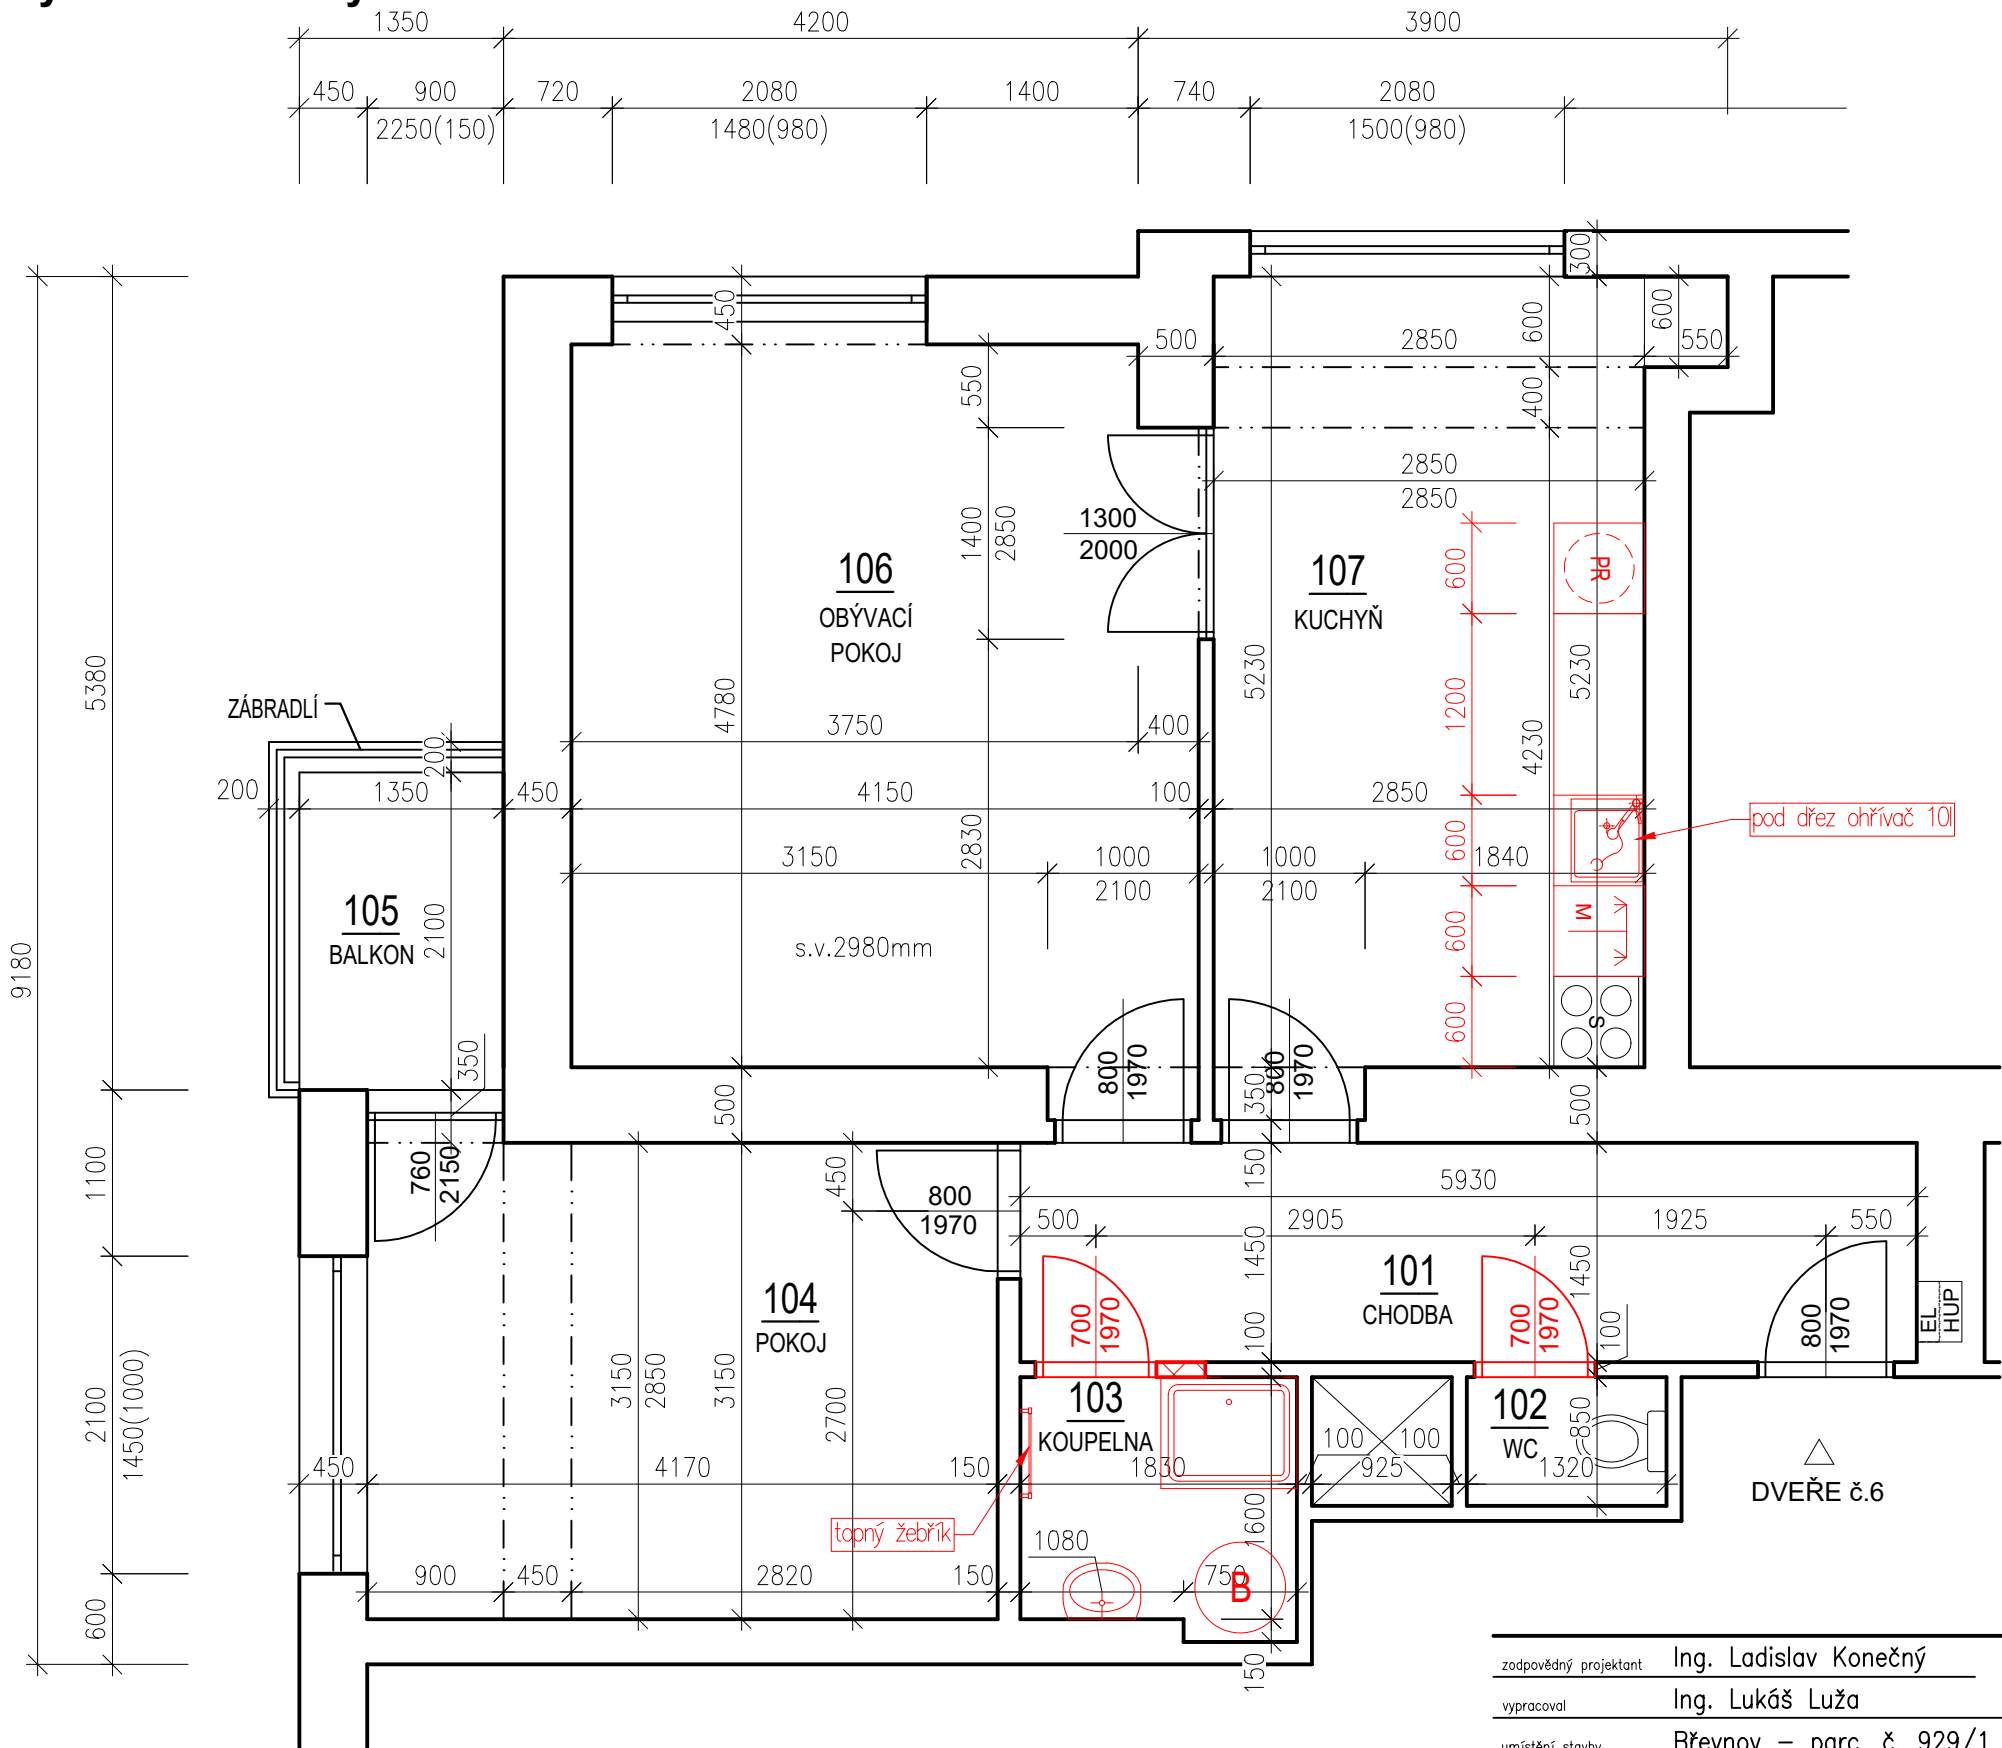 1350 4200 3900
450 900 720 2080 1400 740 2080
2250(150) 1480(980) 1500(980)
300
450
600
600
500 2850 550
550
400
2850
2850
1300
2000
1400
2850
106
OBÝVACÍ
POKOJ
107
KUCHYŇ
PR
600
5380
5230
5230
1200
4780
4230
ZÁBRADLÍ
3750 400
200
200 1350 450 4150 100 2850
pod dřez ohřívač 10l
600
2830
3150 1000 1000 1840
2100 2100
105
BALKON
2100
M
600
9180
s.v.2980mm
600
S
350
800
1970
800
1970
350
500
500
1100
760
2150
450
150
5930
800
1970
500 2905 1925 550
1450
1450
101
CHODBA
700
1970
700
1970
800
1970
EL
HUP
104
POKOJ
100
100
2100
1450(1000)
3150
2850
3150
2700
103
KOUPELNA
102
WC
850
100 100
450 4170 150 1830 925 1320
DVEŘE č.6
topný žebřík
1600
1080
900 450 2820 150 750
B
600
150
zodpovědný projektant Ing. Ladislav Konečný
vypracoval Ing. Lukáš Luža
umístění stavby Břevnov – parc. č. 929/1